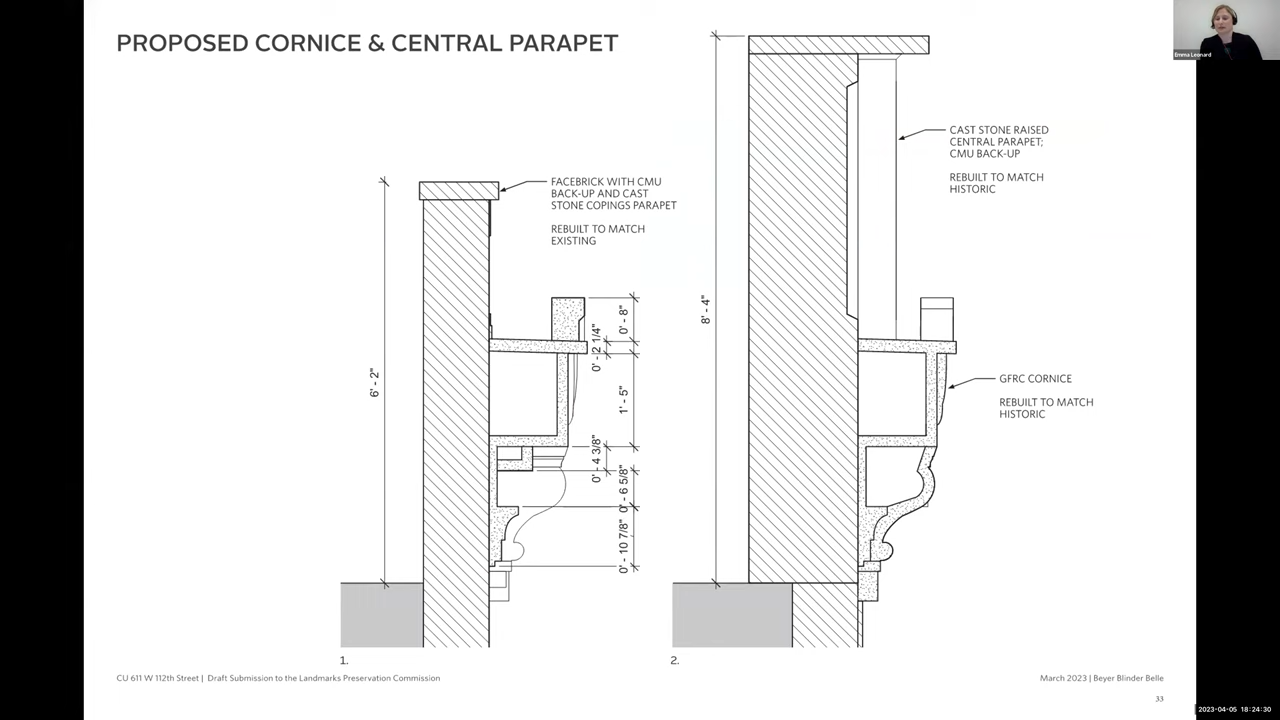 PROPOSED CORNICE & CENTRAL PARAPET
Emma Leonard
CAST STONE RAISED
CENTRAL PARAPET;
CMU BACK-UP
REBUILT TO MATCH
HISTORIC
FACEBRICK WITH CMU
BACK-UP AND CAST
STONE COPINGS PARAPET
REBUILT TO MATCH
EXISTING
6' - 2"
0' - 8"
0' - 2 1/4"
1' - 5"
0' - 4 3/8"
0' - 6 5/8"
0' - 10 7/8"
8' - 4"
GFRC CORNICE
REBUILT TO MATCH
HISTORIC
1.
2.
CU 611 W 112th Street | Draft Submission to the Landmarks Preservation Commission
March 2023 | Beyer Blinder Belle
33
2023-04-05 18:24:30